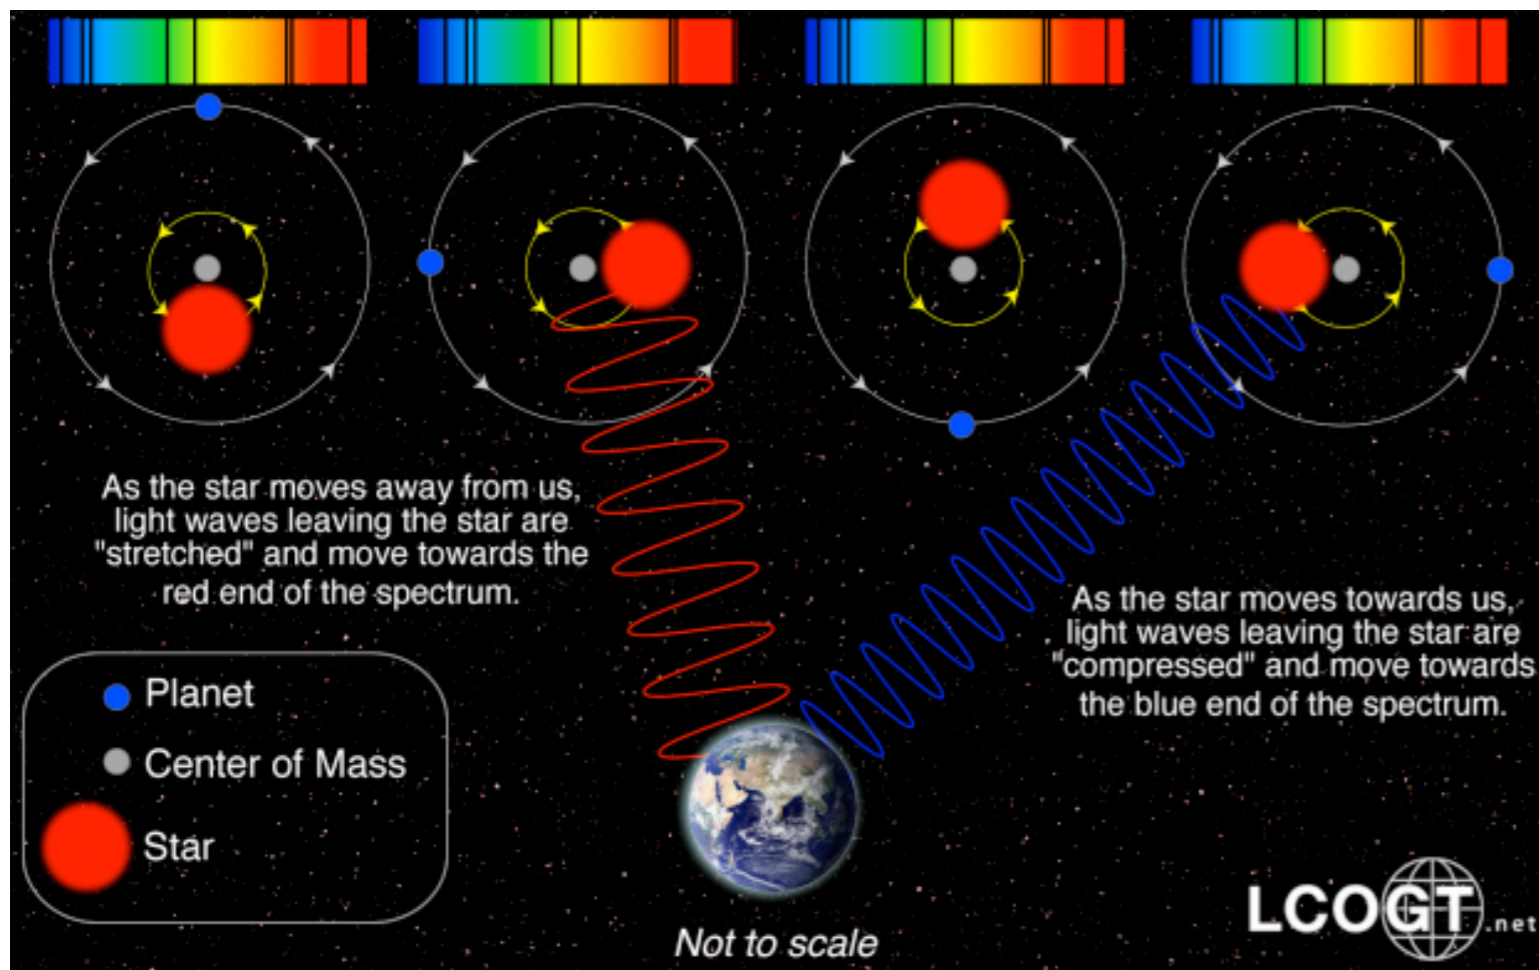 As the star moves away from us,
light waves leaving the star are
"stretched" and move towards the
red end of the spectrum.
As the star moves towards us,
light waves leaving the star are
"compressed" and move towards
the blue end of the spectrum.
Planet
Center of Mass
Star
Not to scale
LCOGT.net